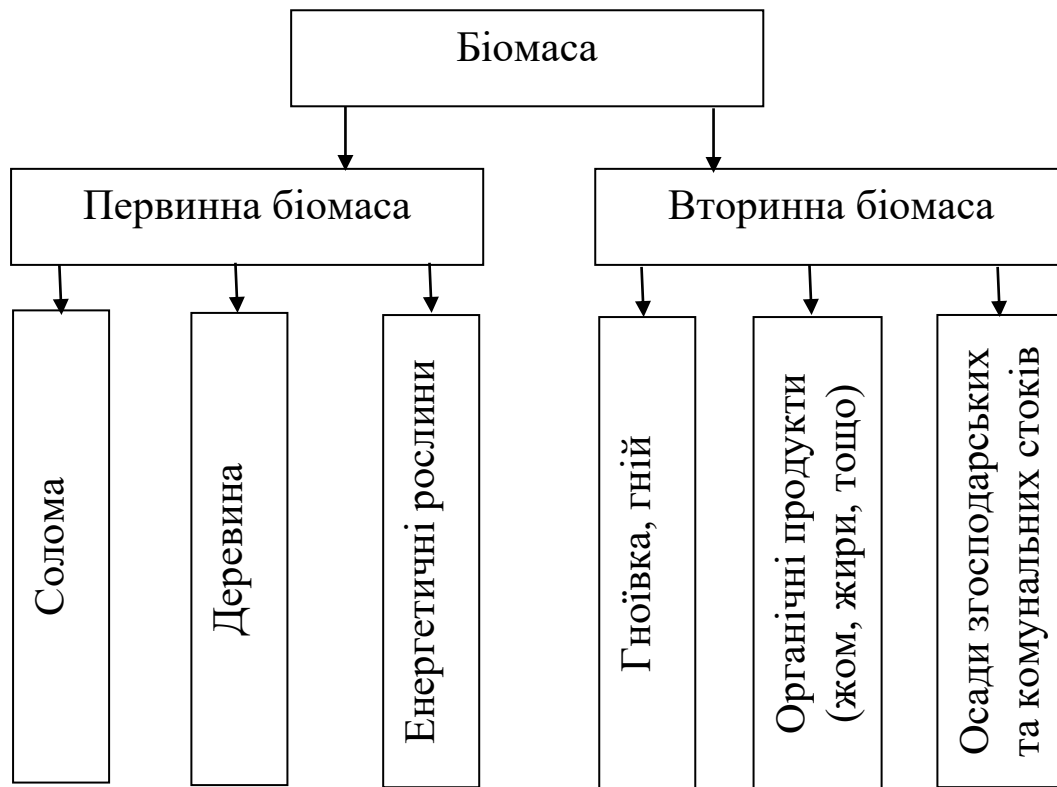 Біомаса
Первинна біомаса
Вторинна біомаса
Солома
Деревина
Енергетичні рослини
Гноївка, гній
Органічні продукти
(жом, жири, тощо)
Осади згосподарських
та комунальних стоків